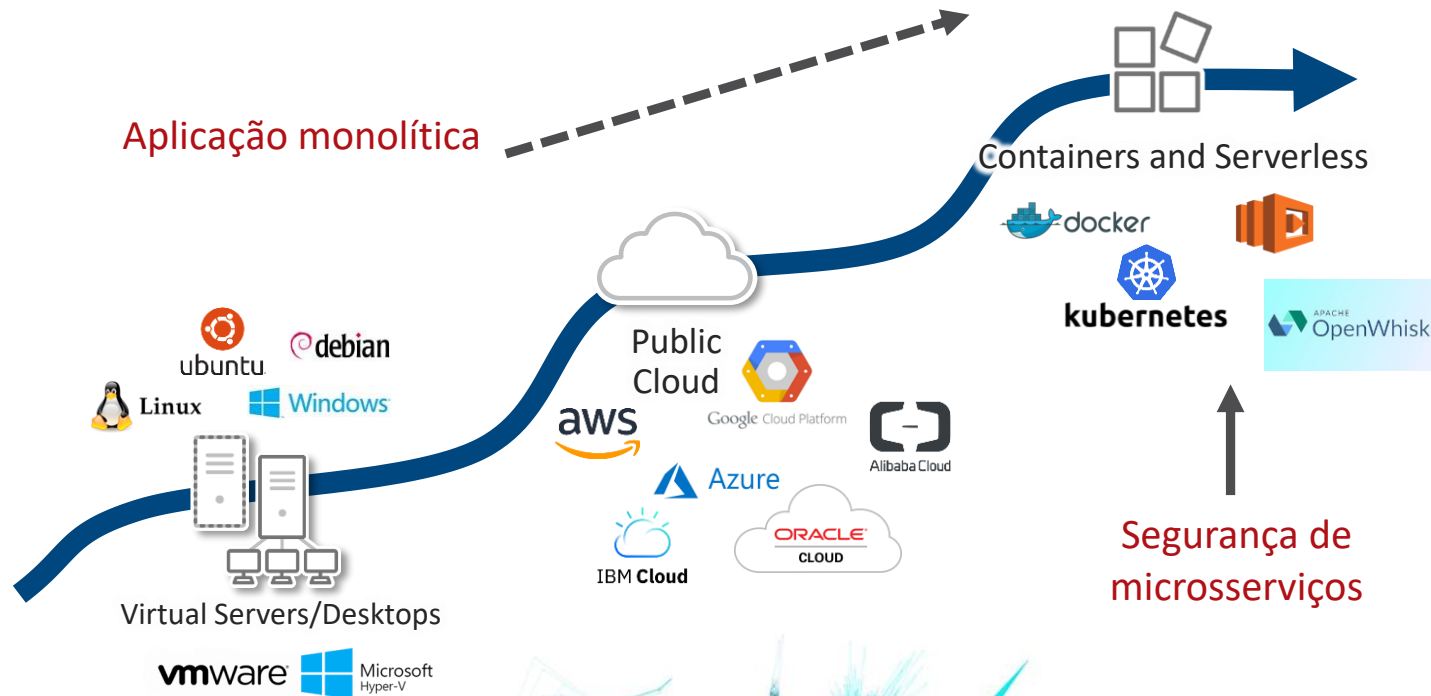 Aplicação monolítica
Containers and Serverless
docker
kubernetes
APACHE
OpenWhisk
Public
Cloud
Google Cloud Platform
aws
Alibaba Cloud
Azure
IBM Cloud
ORACLE
CLOUD
ubuntu
debian
Linux
Windows
Virtual Servers/Desktops
vmware
Microsoft
Hyper-V
Segurança de
microsserviços